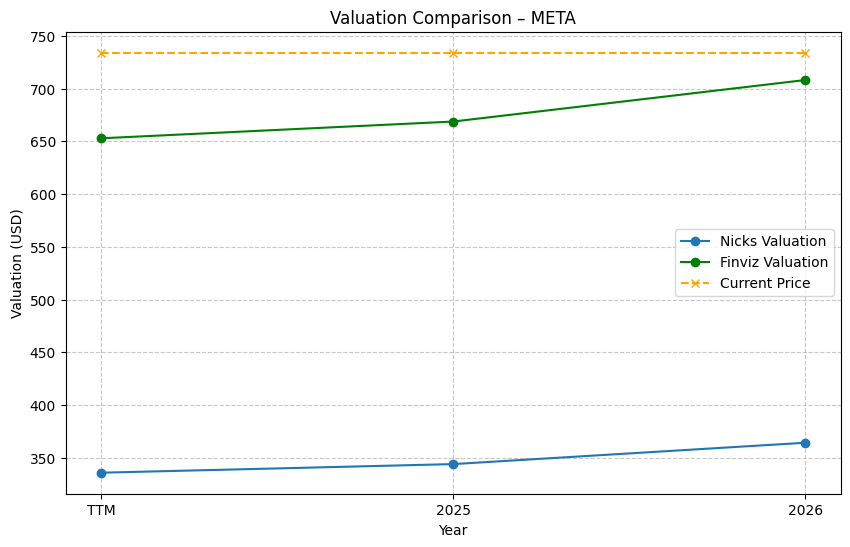 Valuation Comparison – META
Valuation (USD)
750
700
650
600
550
500
450
400
350
Nicks Valuation
Finviz Valuation
Current Price
TTM
2025
2026
Year